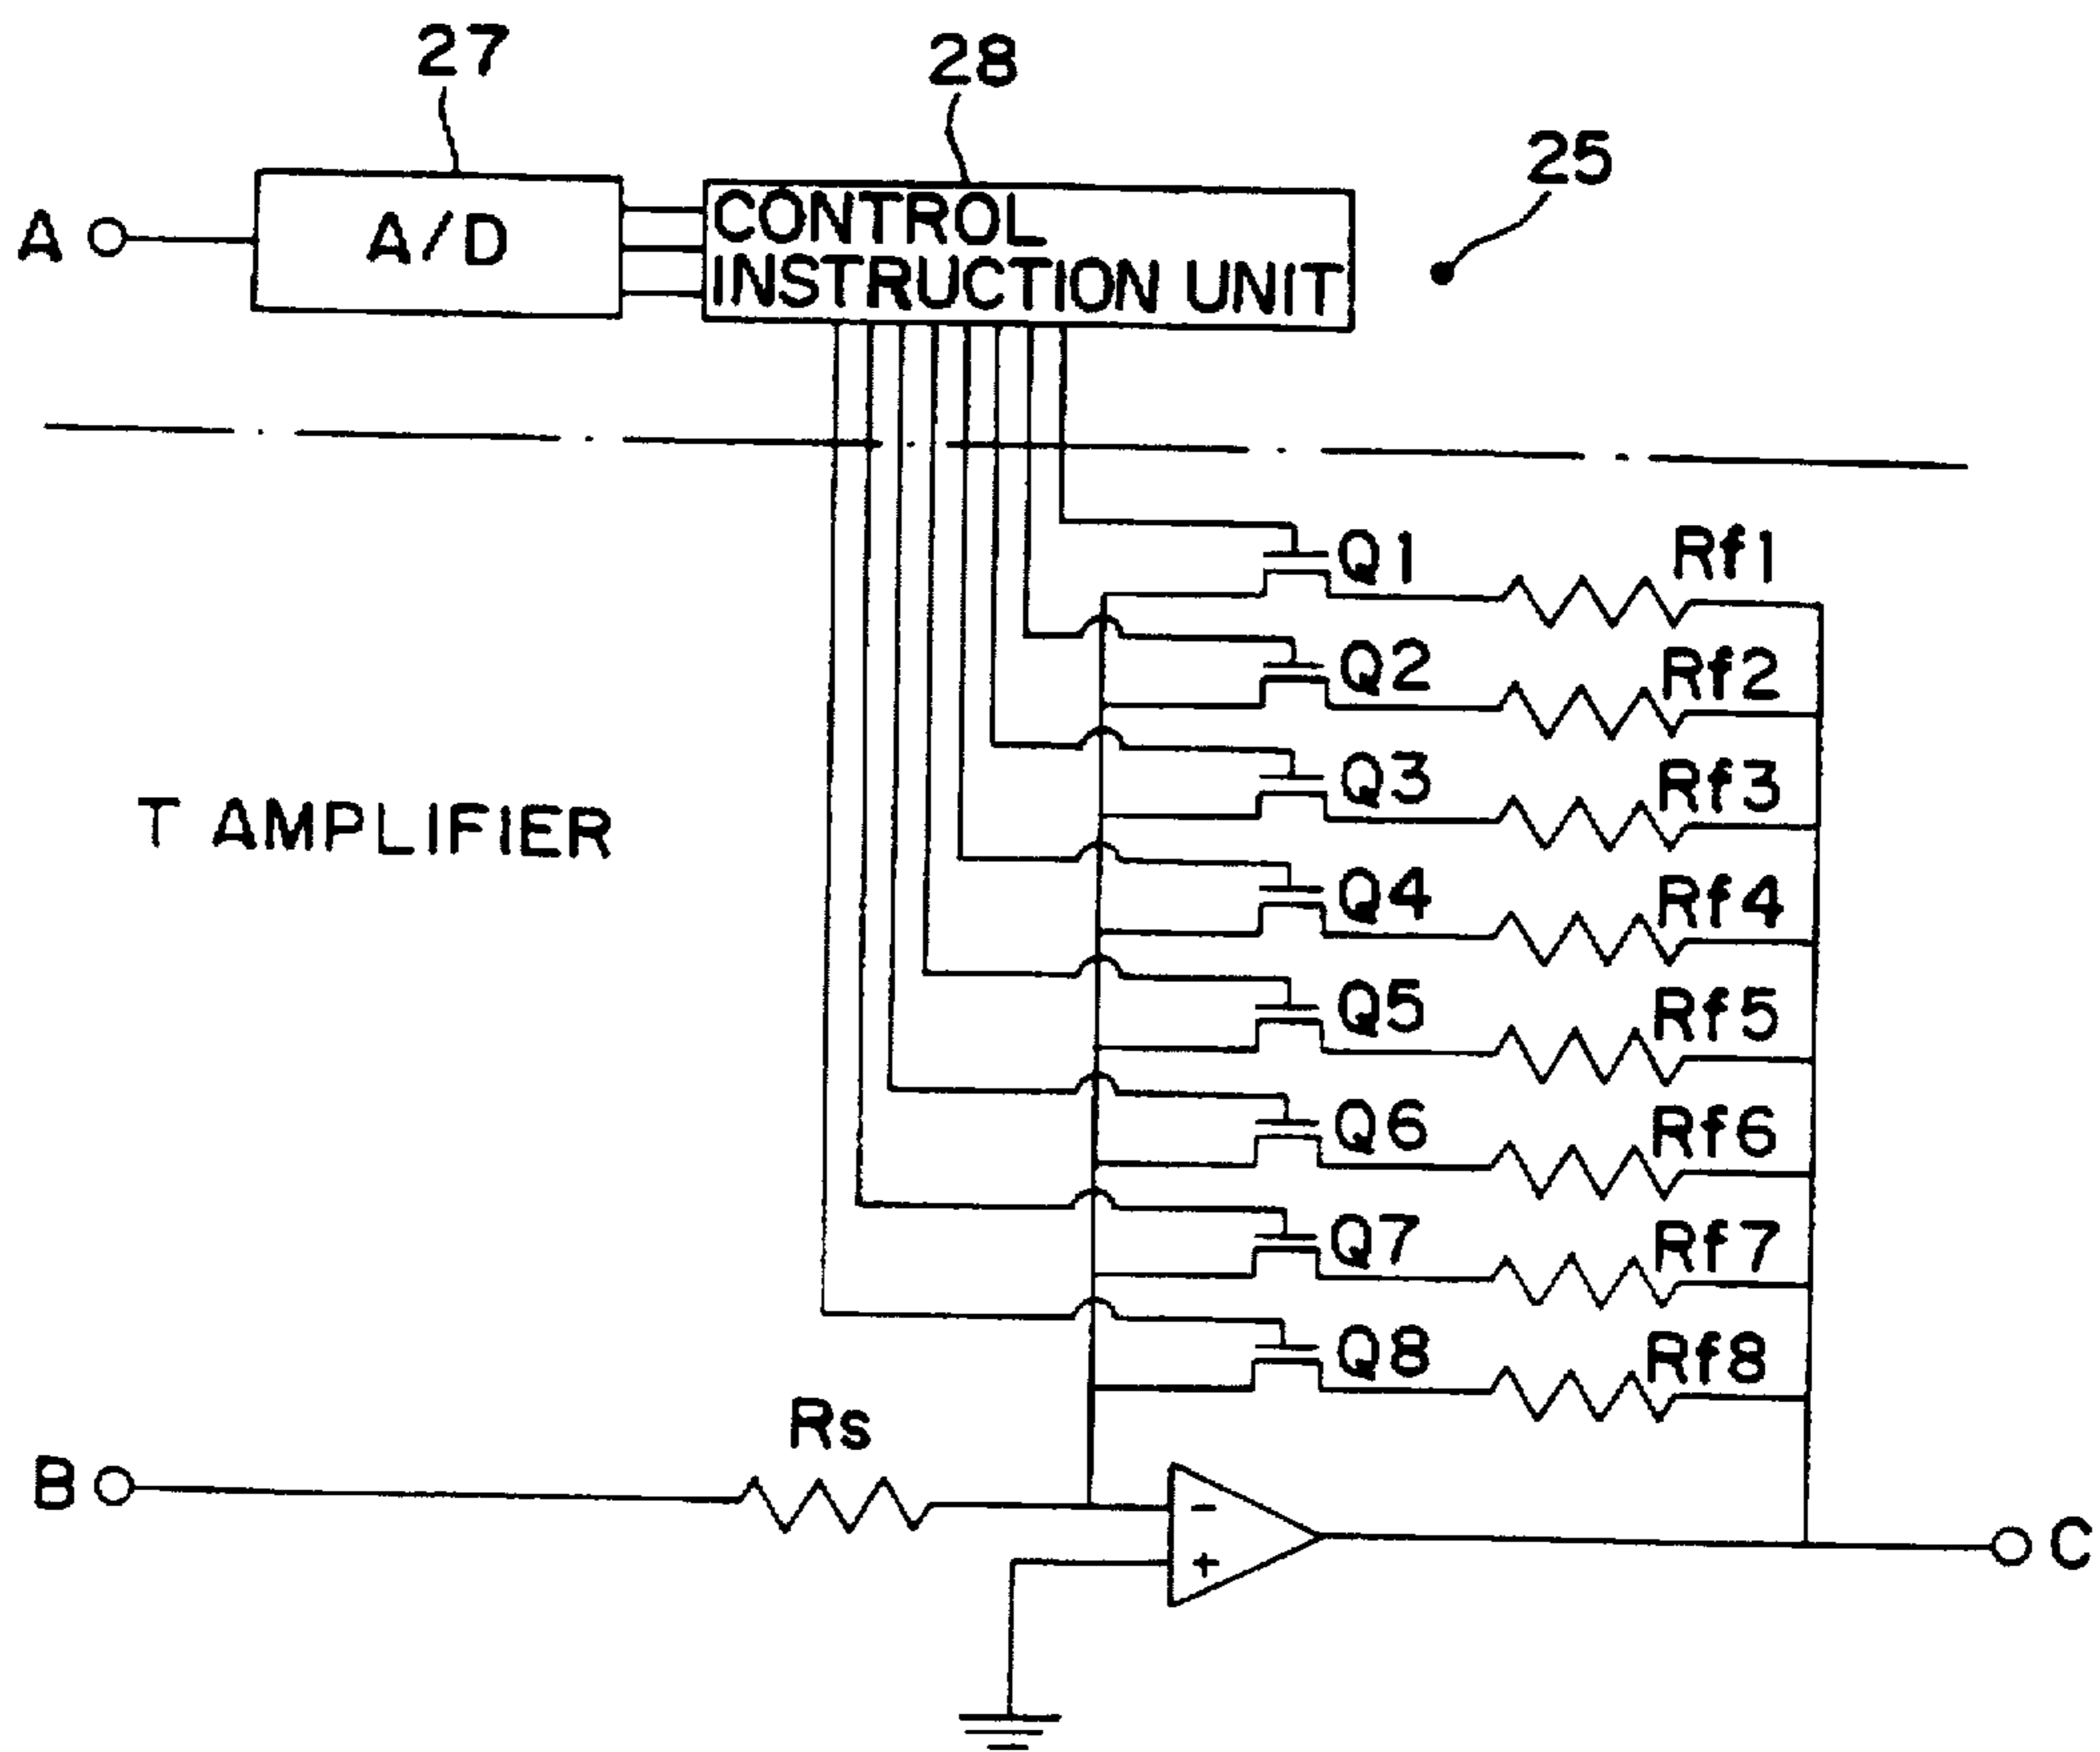 27
28
25
A
A/D
CONTROL
INSTRUCTION UNIT
Q1
Rf1
Q2
Rf2
Q3
Rf3
T AMPLIFIER
Q4
Rf4
Q5
Rf5
Q6
Rf6
Q7
Rf7
Q8
Rf8
Rs
B
-
+
C